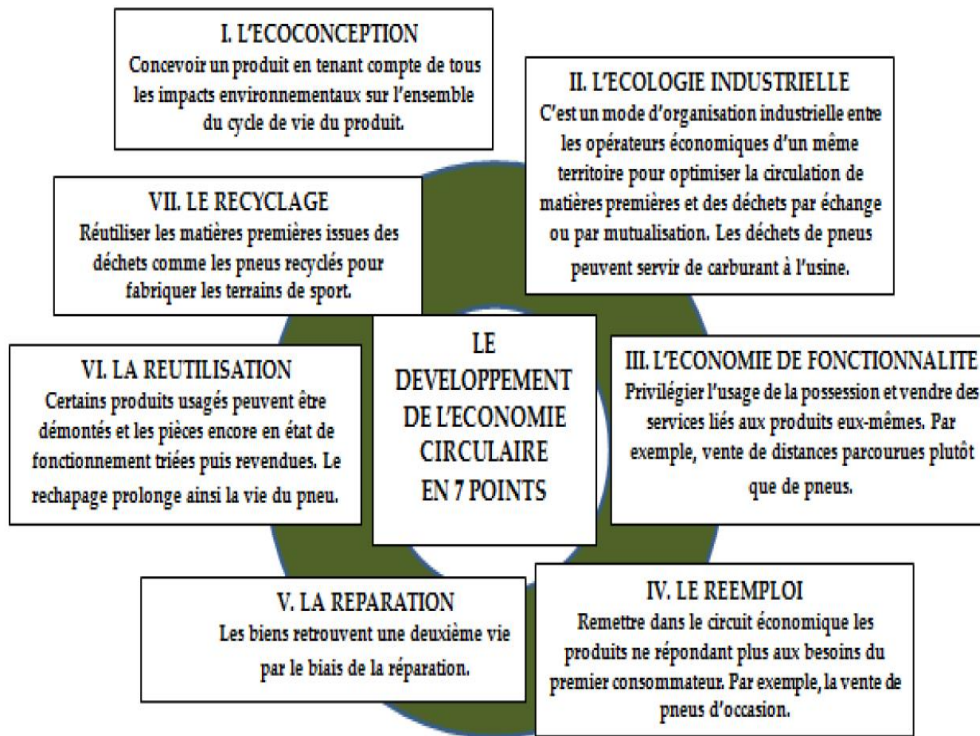 I. L'ECOCONCEPTION
Concevoir un produit en tenant compte de tous
les impacts environnementaux sur l'ensemble
du cycle de vie du produit.
II. L'ECOLOGIE INDUSTRIELLE
C'est un mode d'organisation industrielle entre
les opérateurs économiques d'un même
territoire pour optimiser la circulation de
matières premières et des déchets par échange
ou par mutualisation. Les déchets de pneus
peuvent servir de carburant à l'usine.
III. L'ECONOMIE DE FONCTIONNALITE
Privilégier l'usage de la possession et vendre des
services liés aux produits eux-mêmes. Par
exemple, vente de distances parcourues plutôt
que de pneus.
IV. LE REEMPLOI
Remettre dans le circuit économique les
produits ne répondant plus aux besoins du
premier consommateur. Par exemple, la vente de
pneus d'occasion.
V. LA REPARATION
Les biens retrouvent une deuxième vie
par le biais de la réparation.
VI. LA REUTILISATION
Certains produits usagés peuvent être
démontés et les pièces encore en état de
fonctionnement triées puis revendues. Le
rechapage prolonge ainsi la vie du pneu.
VII. LE RECYCLAGE
Réutiliser les matières premières issues des
déchets comme les pneus recyclés pour
fabriquer les terrains de sport.
LE
DEVELOPPEMENT
DE L'ECONOMIE
CIRCULAIRE
EN 7 POINTS